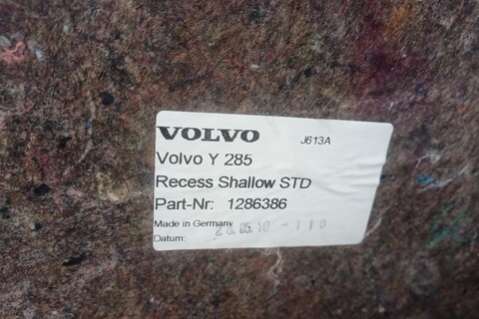 VOLVO J613A
Volvo Y 285
Recess Shallow STD
Part-Nr: 1286386
Made in Germany
Datum: